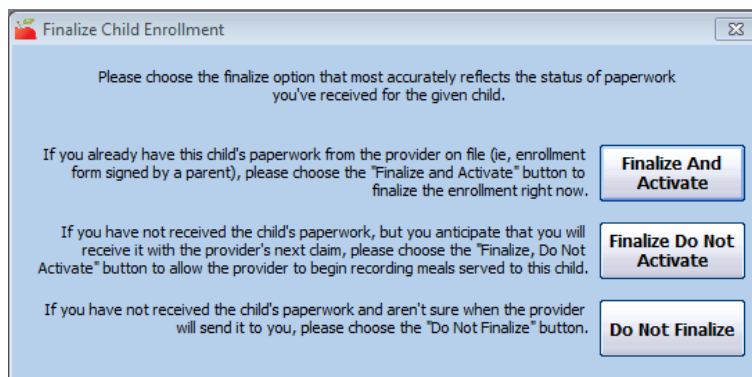 Finalize Child Enrollment
Please choose the finalize option that most accurately reflects the status of paperwork
you've received for the given child.
If you already have this child's paperwork from the provider on file (ie, enrollment
form signed by a parent), please choose the "Finalize and Activate" button to
finalize the enrollment right now.
Finalize And
Activate
If you have not received the child's paperwork, but you anticipate that you will
receive it with the provider's next claim, please choose the "Finalize, Do Not
Activate" button to allow the provider to begin recording meals served to this child.
Finalize Do Not
Activate
If you have not received the child's paperwork and aren't sure when the provider
will send it to you, please choose the "Do Not Finalize" button.
Do Not Finalize